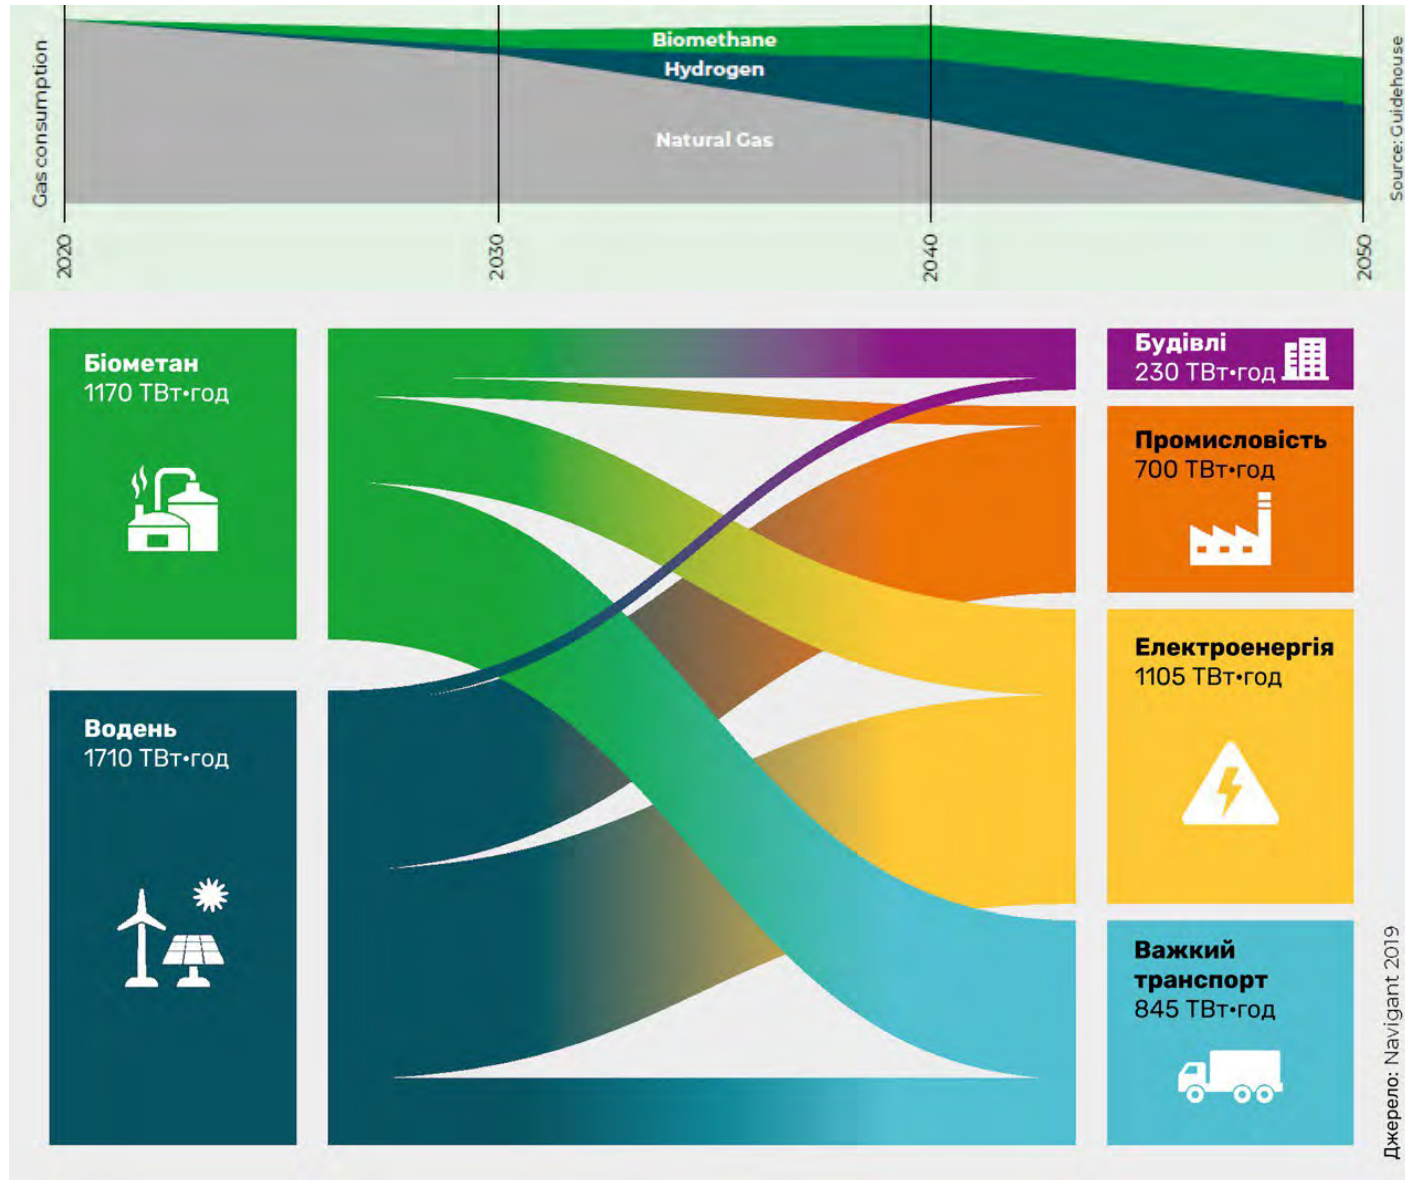 Gas consumption
Biomethane
Hydrogen
Natural Gas
Source: Guidehouse
2020
2030
2040
2050
Біометан
1170 ТВт•год
Водень
1710 ТВт•год
Будівлі
230 ТВт•год
Промисловість
700 ТВт•год
Електроенергія
1105 ТВт•год
Важкий
транспорт
845 ТВт•год
Джерело: Navigant 2019